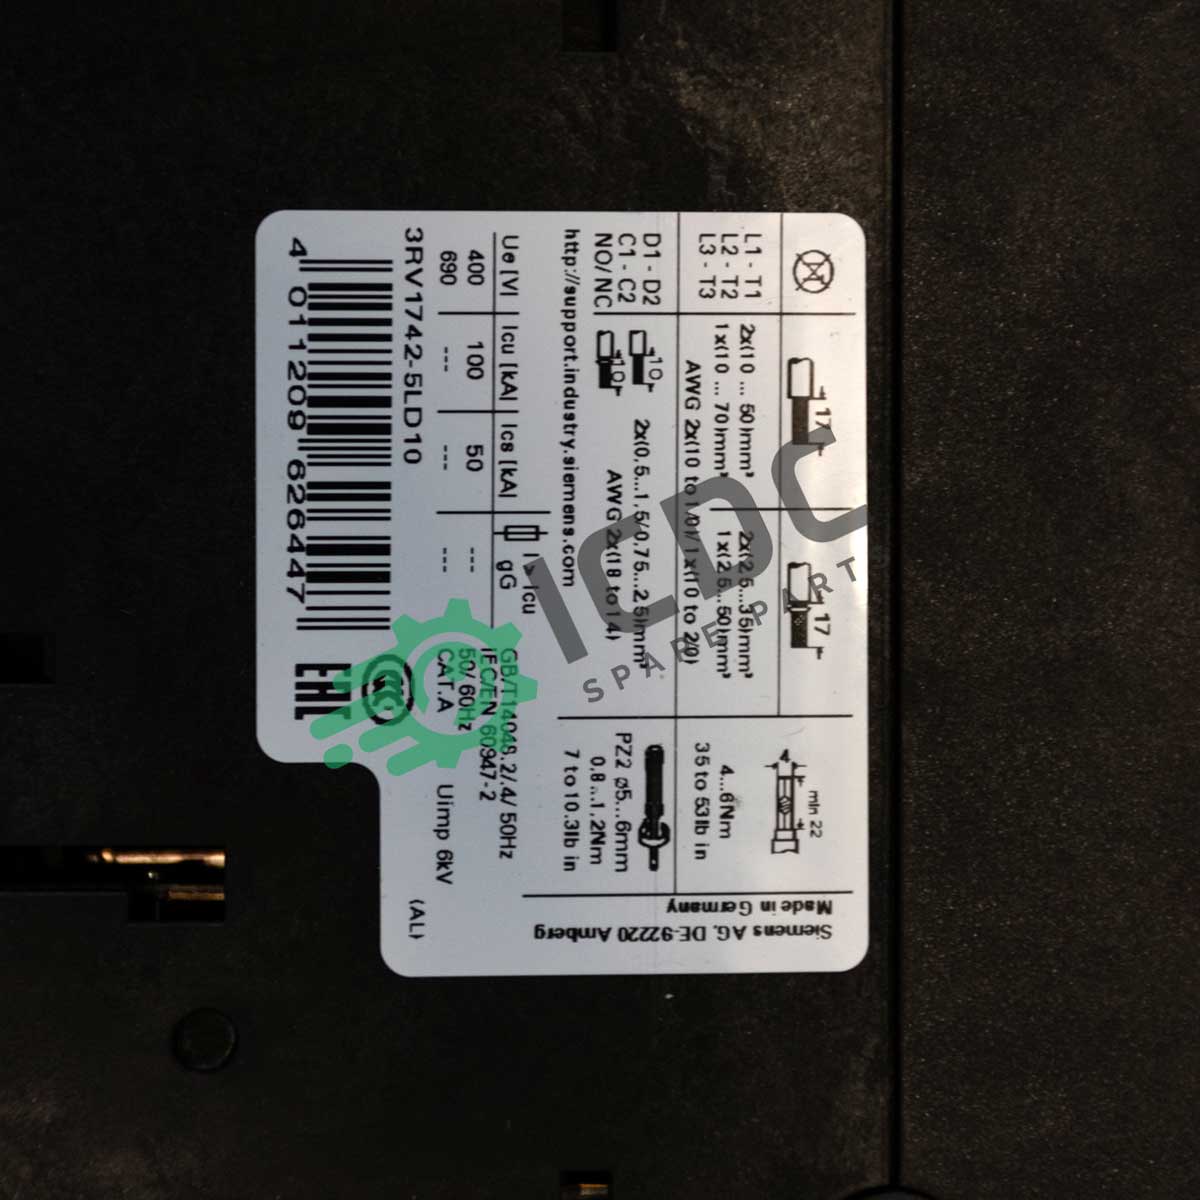 17
17
4
min 22
L1 - T1
L2 - T2
L3 - T3
2x(10 ... 50)mm²
1x(10 ... 70)mm²
2x(2,5...35)mm²
1x(2,5...50)mm²
AWG 2x(10 to 1/0)/1x(10 to 2/0)
4...6Nm
35 to 53lb in
D1 - D2
C1 - C2
NO/NC
10
10
2x(0,5...1,5/0,75...2,5)mm²
AWG 2x(18 to 14)
PZ2 ø5...6mm
0,8...1,2Nm
7 to 10.3lb in
http://support.industry.siemens.com
Siemens AG, DE-92220 Amberg
Made in Germany
Ue [V] Icu [kA] Ics [kA] I > Icu
gG
400 100 50 ---
690 --- --- ---
GB/T14048.2/.4/50Hz
IEC/EN 60947-2
50/60Hz
CAT.A Uimp 6kV
(AL)
3RV1742-5LD10
CCC
EAC
4 011209 626447
ICDC
SPARE PARTS